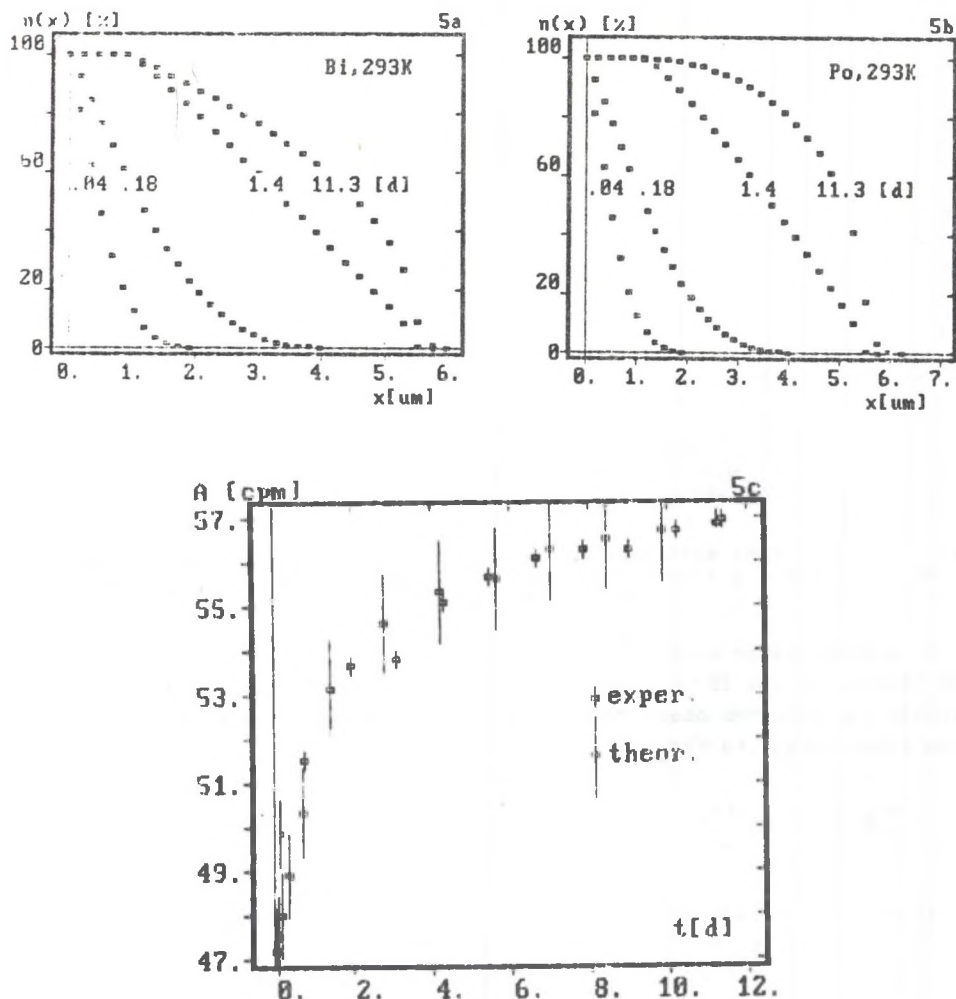 n(x) [%] 5a
100
Bi,293K
60
.04 .18 1.4 11.3 [d]
20
0
0. 1. 2. 3. 4. 5. 6.
x[um]
n(x) [%] 5b
100
Po,293K
60
.04 .18 1.4 11.3 [d]
20
0
0. 1. 2. 3. 4. 5. 6. 7.
x[um]
A [cpm] 5c
57.
55.
53.
exper.
theor.
51.
49.
t[d]
47.
0. 2. 4. 6. 8. 10. 12.